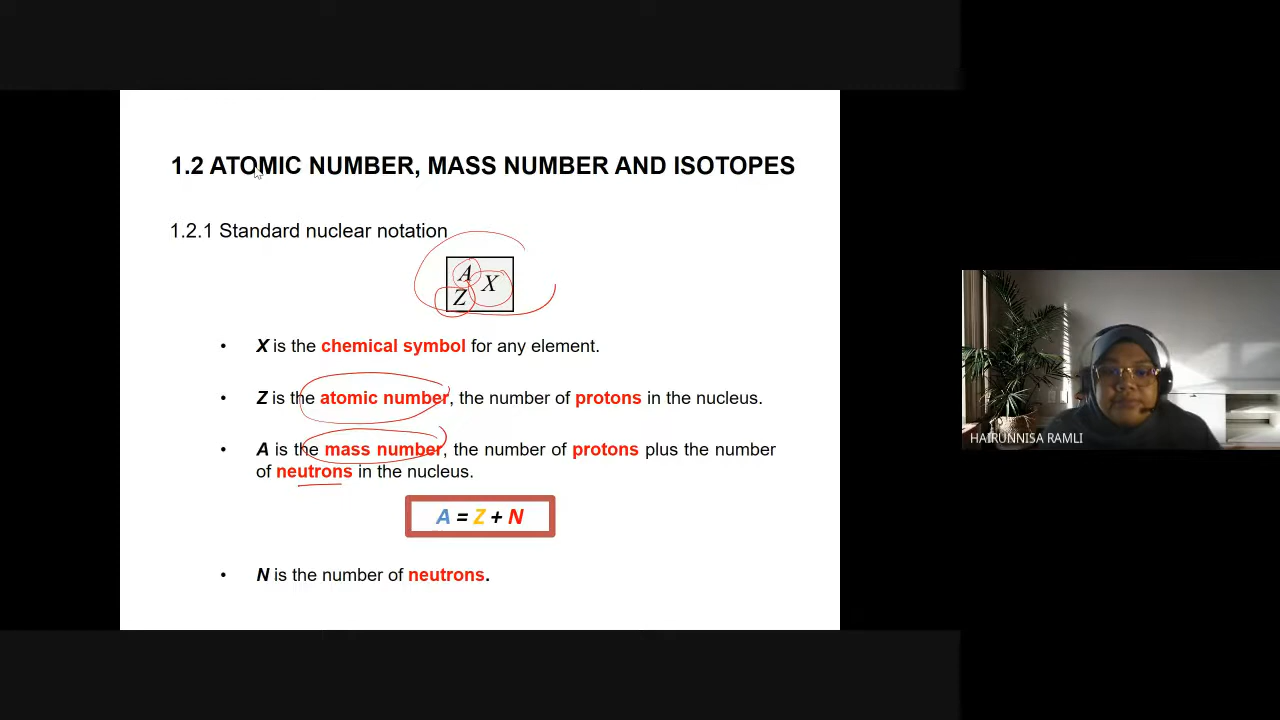 1.2 ATOMIC NUMBER, MASS NUMBER AND ISOTOPES
1.2.1 Standard nuclear notation
A
X
Z
• X is the chemical symbol for any element.
• Z is the atomic number, the number of protons in the nucleus.
• A is the mass number, the number of protons plus the number
of neutrons in the nucleus.
A = Z + N
• N is the number of neutrons.
HAIRUNNISA RAMLI